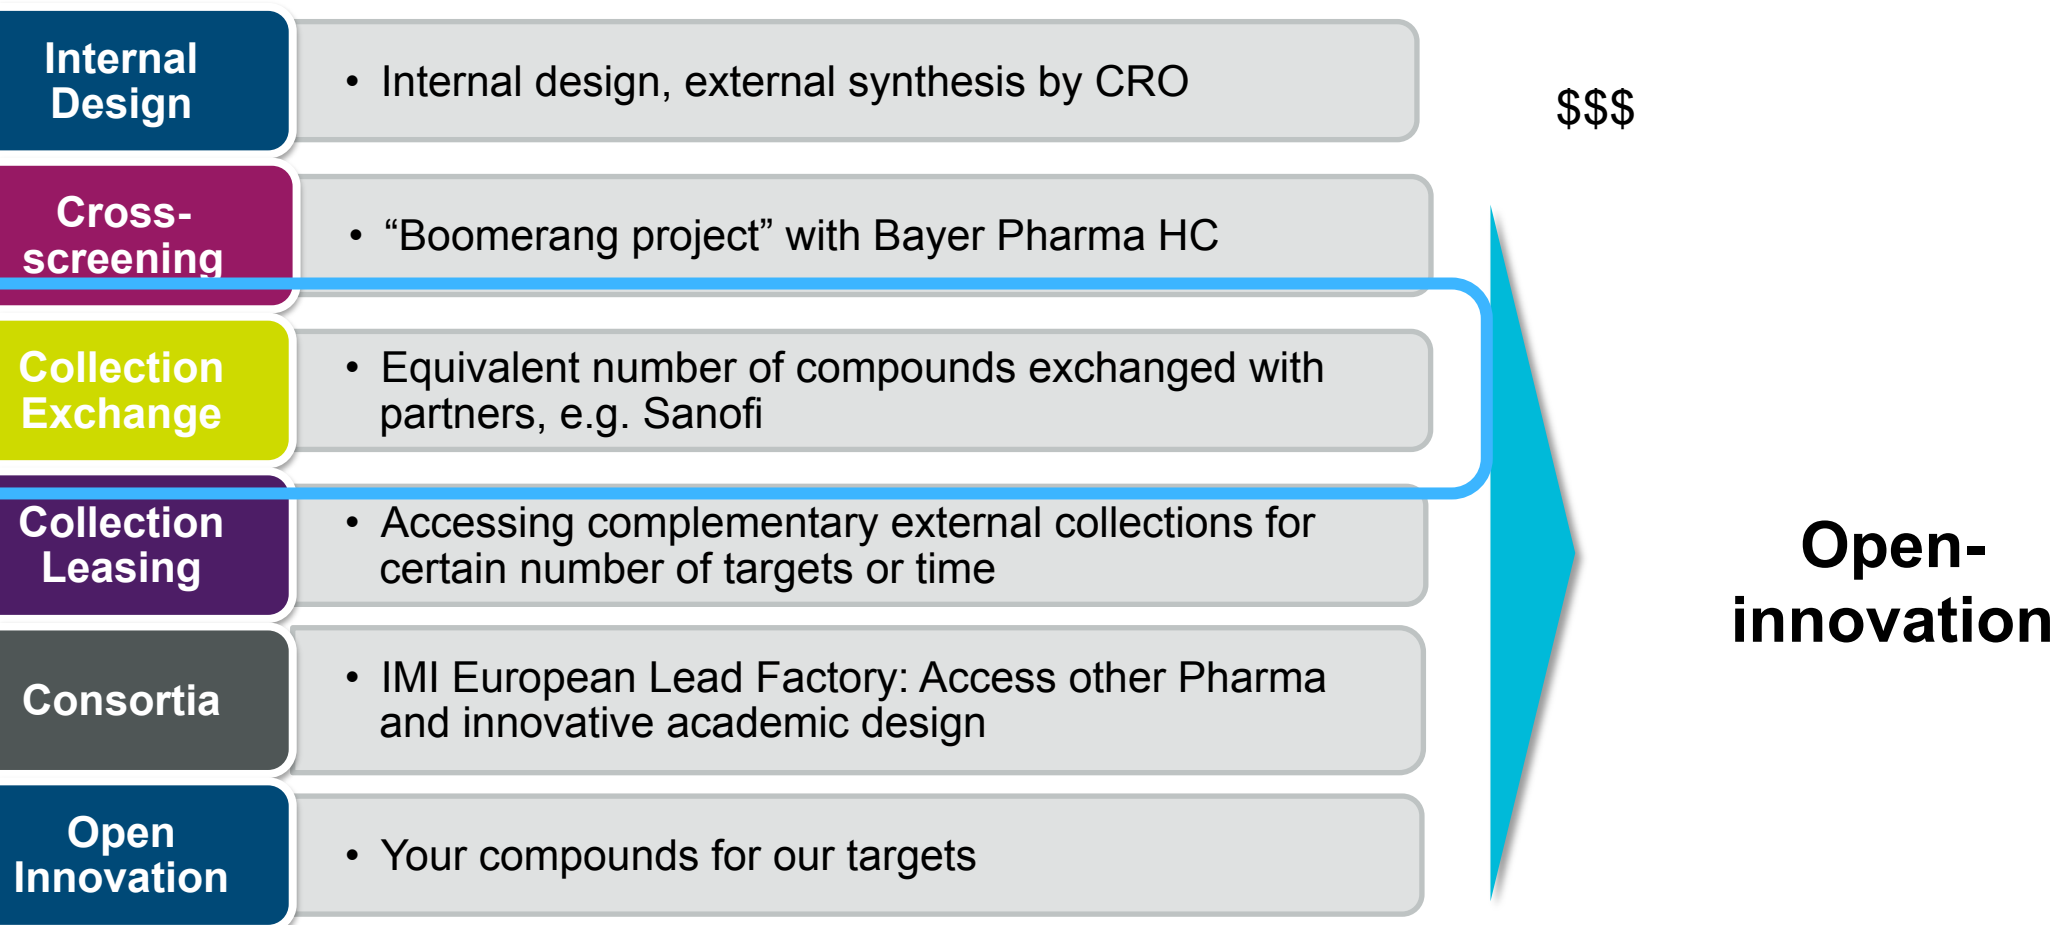 Internal
Design
• Internal design, external synthesis by CRO
$$$
Cross-
screening
• “Boomerang project” with Bayer Pharma HC
Collection
Exchange
• Equivalent number of compounds exchanged with
partners, e.g. Sanofi
Collection
Leasing
• Accessing complementary external collections for
certain number of targets or time
Consortia
• IMI European Lead Factory: Access other Pharma
and innovative academic design
Open
Innovation
• Your compounds for our targets
Open-
innovation